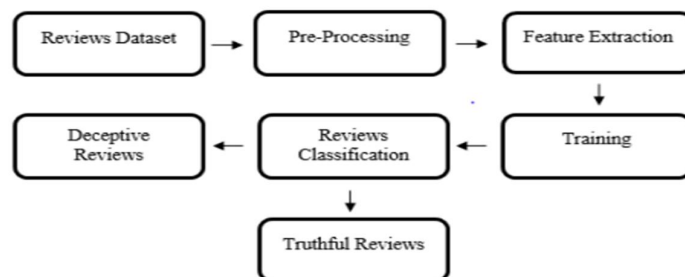 Reviews Dataset
Pre-Processing
Feature Extraction
Deceptive
Reviews
Reviews
Classification
Training
Truthful Reviews